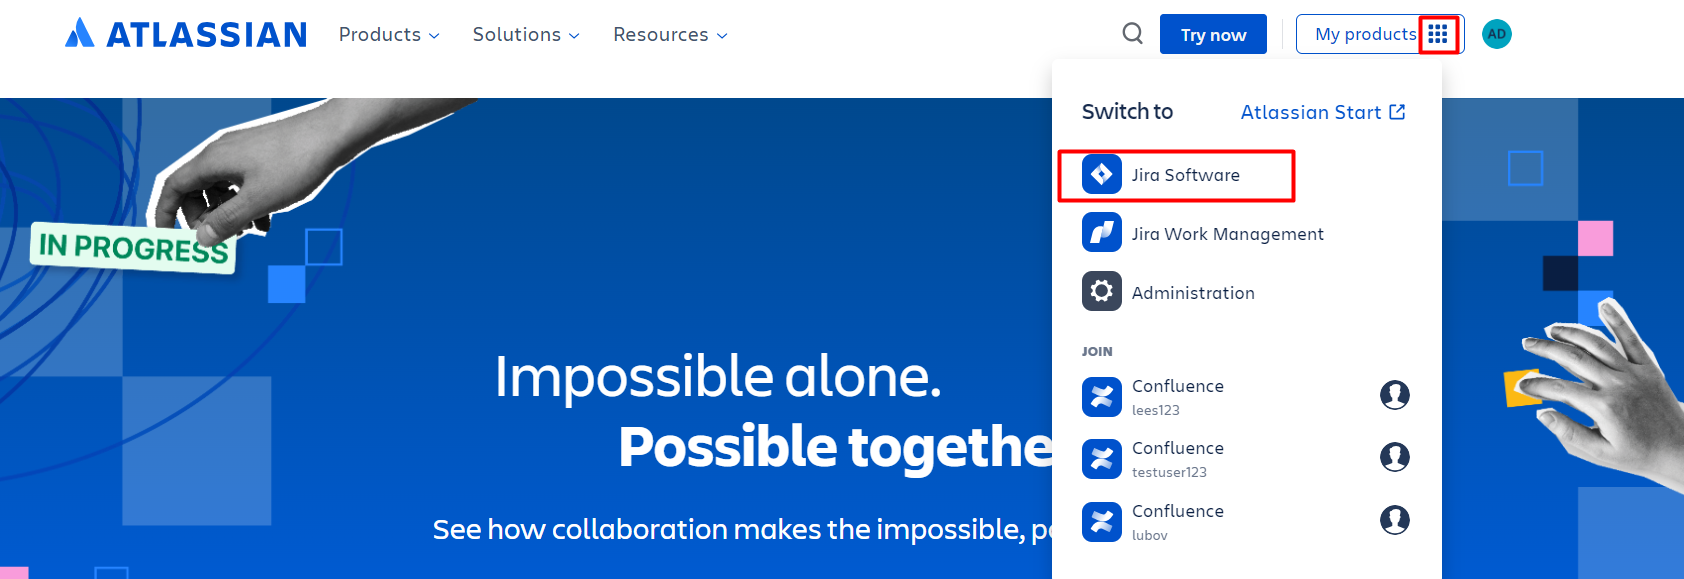 ATLASSIAN
Products
Solutions
Resources
Try now
My products
AD
Switch to
Atlassian Start
Jira Software
Jira Work Management
Administration
JOIN
Confluence
lees123
Confluence
testuser123
Confluence
lubov
IN PROGRESS
Impossible alone.
Possible togethe
See how collaboration makes the impossible, p